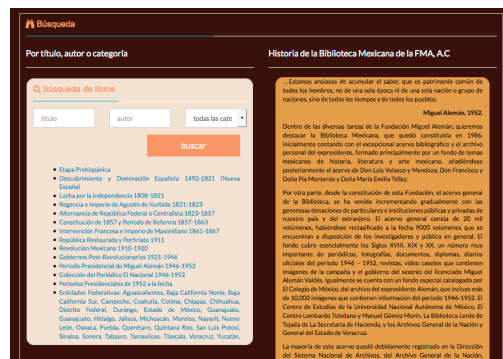 Búsqueda
Por título, autor o categoría
búsqueda de libros
título
autor
todas las cate
buscar
Etapa Prehispánica
Descubrimiento y Dominación Española 1492-1821 (Nueva
España)
Lucha por la Independencia 1808-1821
Regencia e Imperio de Agustín de Iturbide 1821-1823
Alternancia de República Federal o Centralista 1823-1857
Constitución de 1857 y Periodo de Reforma 1857-1863
Intervención Francesa e Imperio de Maximiliano 1861-1867
República Restaurada y Porfiriato 1911
Revolución Mexicana 1910-1920
Gobiernos Post-Revolucionarios 1921-1946
Periodo Presidencial de Miguel Alemán 1946-1952
Colección del Periódico El Nacional 1946-1952
Periodos Presidenciales de 1952 a la fecha
Entidades Federativas: Aguascalientes, Baja California Norte, Baja
California Sur, Campeche, Coahuila, Colima, Chiapas, Chihuahua,
Distrito Federal, Durango, Estado de México, Guanajuato,
Guanajuato, Hidalgo, Jalisco, Michoacán, Morelos, Nayarit, Nuevo
León, Oaxaca, Puebla, Querétaro, Quintana Roo, San Luis Potosí,
Sinaloa, Sonora, Tabasco, Tamaulipas, Tlaxcala, Veracruz, Yucatán,
Historia de la Biblioteca Mexicana de la FMA, A.C
...Estamos ansiosos de acumular el saber, que es patrimonio común de
todos los hombres, no de una sola época ni de una sola nación o grupo de
naciones, sino de todos los tiempos y de todos los pueblos.
Miguel Alemán, 1952.
Dentro de las diversas tareas de la Fundación Miguel Alemán, queremos
destacar la Biblioteca Mexicana, que quedó constituida en 1986,
inicialmente contando con el excepcional acervo bibliográfico y el archivo
personal del expresidente, formado principalmente por un fondo de temas
mexicanos de historia, literatura y arte mexicano, añadiéndose
posteriormente el acervo de Don Luis Velasco y Mendoza, Don Francisco y
Doña Pía Monterde y Doña María Emilia Téllez.
Por otra parte, desde la constitución de esta Fundación, el acervo general
de la Biblioteca, se ha venido incrementando gradualmente con las
generosas donaciones de particulares e instituciones públicas y privadas de
nuestro país y del extranjero. El acervo general consta de 20 mil
volúmenes, habiéndose reclasificado a la fecha 9000 volúmenes que se
encuentran a disposición de los investigadores y público en general. El
fondo cubre esencialmente los Siglos XVIII, XIX y XX, un número muy
importante de periódicos, fotografías, documentos, diplomas, diarios
oficiales del período 1946 – 1952, revistas, video casetes que contienen
imágenes de la campaña y el gobierno del sexenio del licenciado Miguel
Alemán Valdés. Igualmente se cuenta con un fondo especial catalogado por
El Colegio de México, del archivo del expresidente Alemán, que incluye más
de 10,000 imágenes que contienen información del período 1946-1952. El
Centro de Estudios de la Universidad Nacional Autónoma de México, El
Centro Lombardo Toledano y Manuel Gómez Morín, La Biblioteca Lerdo de
Tejada de La Secretaría de Hacienda, y los Archivos General de la Nación y
General del Estado de Veracruz.
La mayoría de este acervo quedó debidamente registrado en la Dirección
del Sistema Nacional de Archivos, del Archivo General de la Nación,